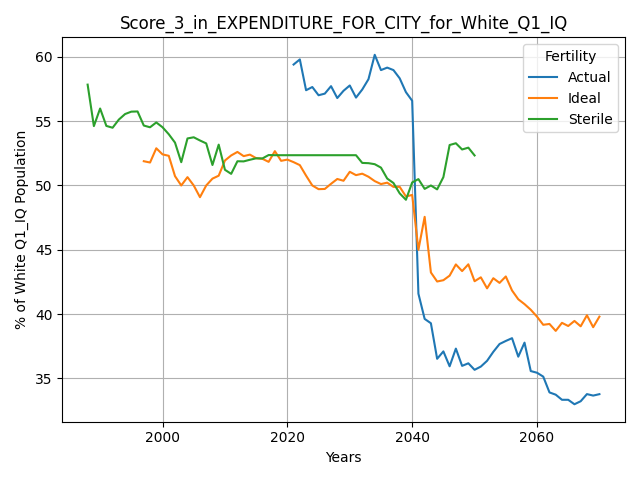 Score_3_in_EXPENDITURE_FOR_CITY_for_White_Q1_IQ
Fertility
Actual
Ideal
Sterile
% of White Q1_IQ Population
60
55
50
45
40
35
2000
2020
2040
2060
Years